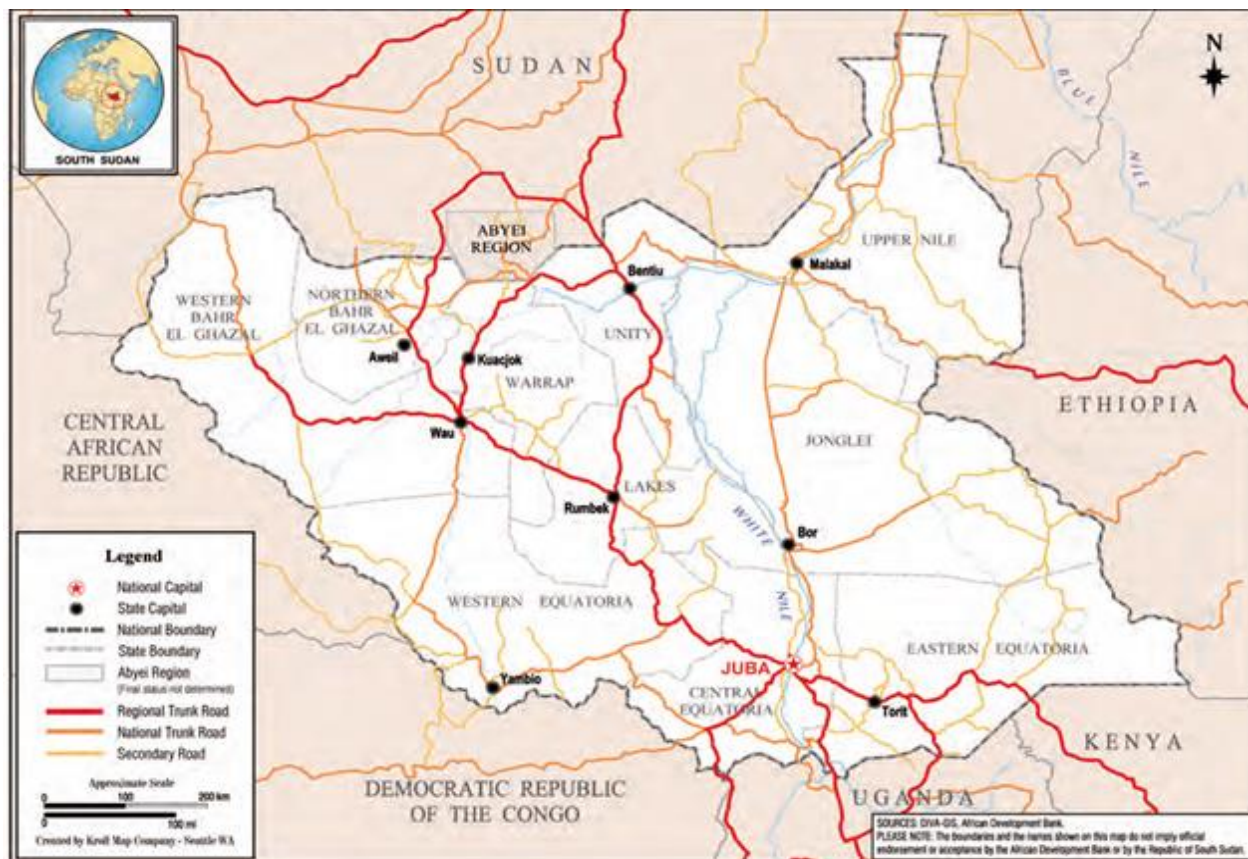 SOUTH SUDAN
SUDAN
N
BLUE
NILE
ABYEI
REGION
UPPER NILE
Malakal
Bentiu
WESTERN
BAHR
EL GHAZAL
NORTHERN
BAHR
EL GHAZAL
UNITY
Aweil
Kuacjok
WARRAP
ETHIOPIA
CENTRAL
AFRICAN
REPUBLIC
Wau
JONGLEI
LAKES
Rumbek
WHITE
Bor
NILE
WESTERN EQUATORIA
EASTERN EQUATORIA
JUBA
Yambio
CENTRAL
EQUATORIA
Torit
KENYA
DEMOCRATIC REPUBLIC
OF THE CONGO
UGANDA
Legend
National Capital
State Capital
National Boundary
State Boundary
Abyei Region
(Final status not determined)
Regional Trunk Road
National Trunk Road
Secondary Road
Approximate Scale
0 100 200 km
0 100 mi
Created by Kroll Map Company - Seattle WA
SOURCES: DIVA-GIS, African Development Bank.
PLEASE NOTE: The boundaries and the names shown on this map do not imply official
endorsement or acceptance by the African Development Bank or by the Republic of South Sudan.